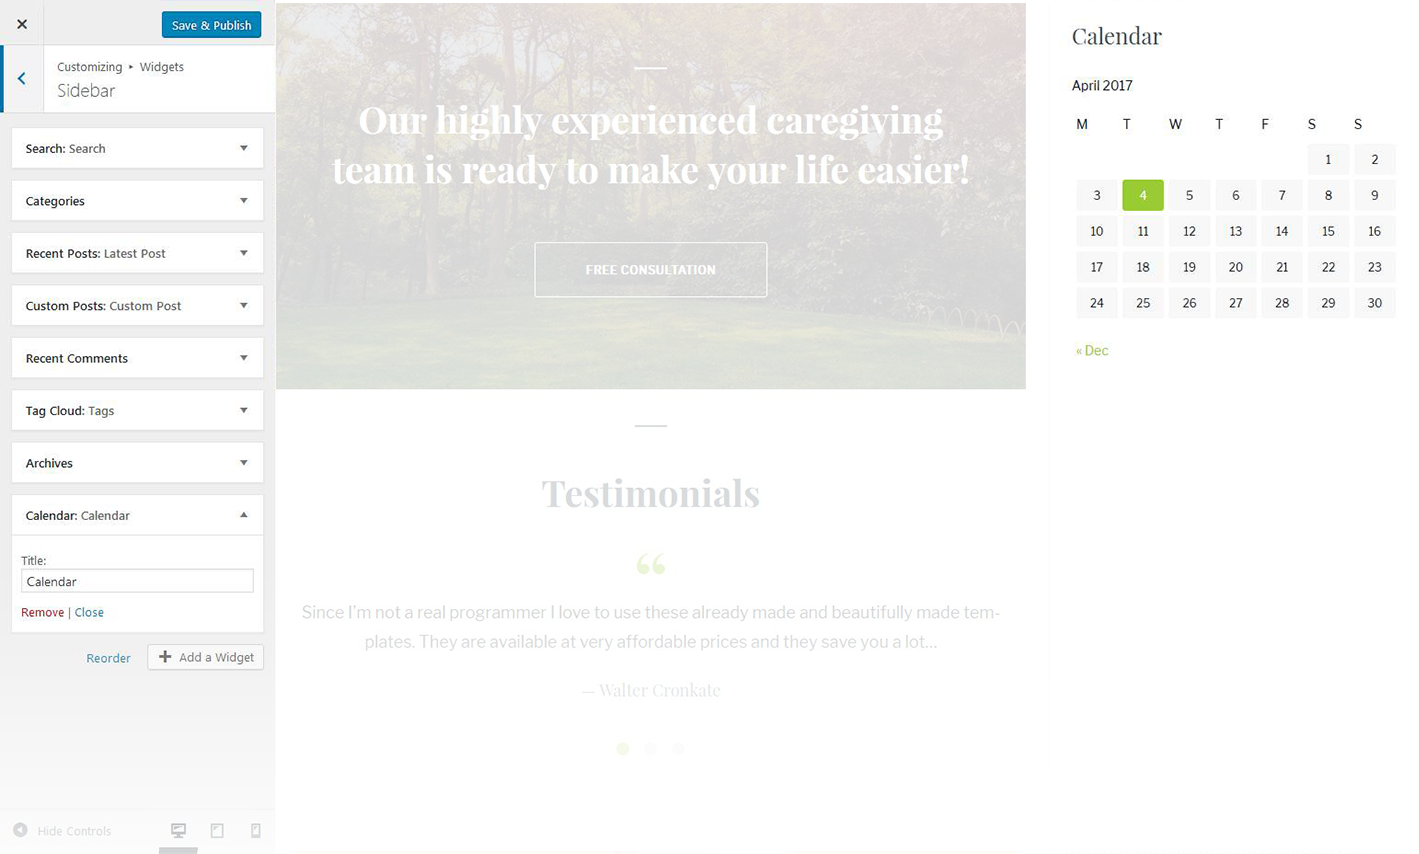 Save & Publish
Customizing ▸ Widgets
Sidebar
Search: Search
Categories
Recent Posts: Latest Post
Custom Posts: Custom Post
Recent Comments
Tag Cloud: Tags
Archives
Calendar: Calendar
Title:
Calendar
Remove | Close
Reorder
Add a Widget
Hide Controls
Our highly experienced caregiving
team is ready to make your life easier!
FREE CONSULTATION
Testimonials
“
Since I'm not a real programmer I love to use these already made and beautifully made tem-
plates. They are available at very affordable prices and they save you a lot...
— Walter Cronkate
Calendar
April 2017
M T W T F S S
1 2
3 4 5 6 7 8 9
10 11 12 13 14 15 16
17 18 19 20 21 22 23
24 25 26 27 28 29 30
« Dec